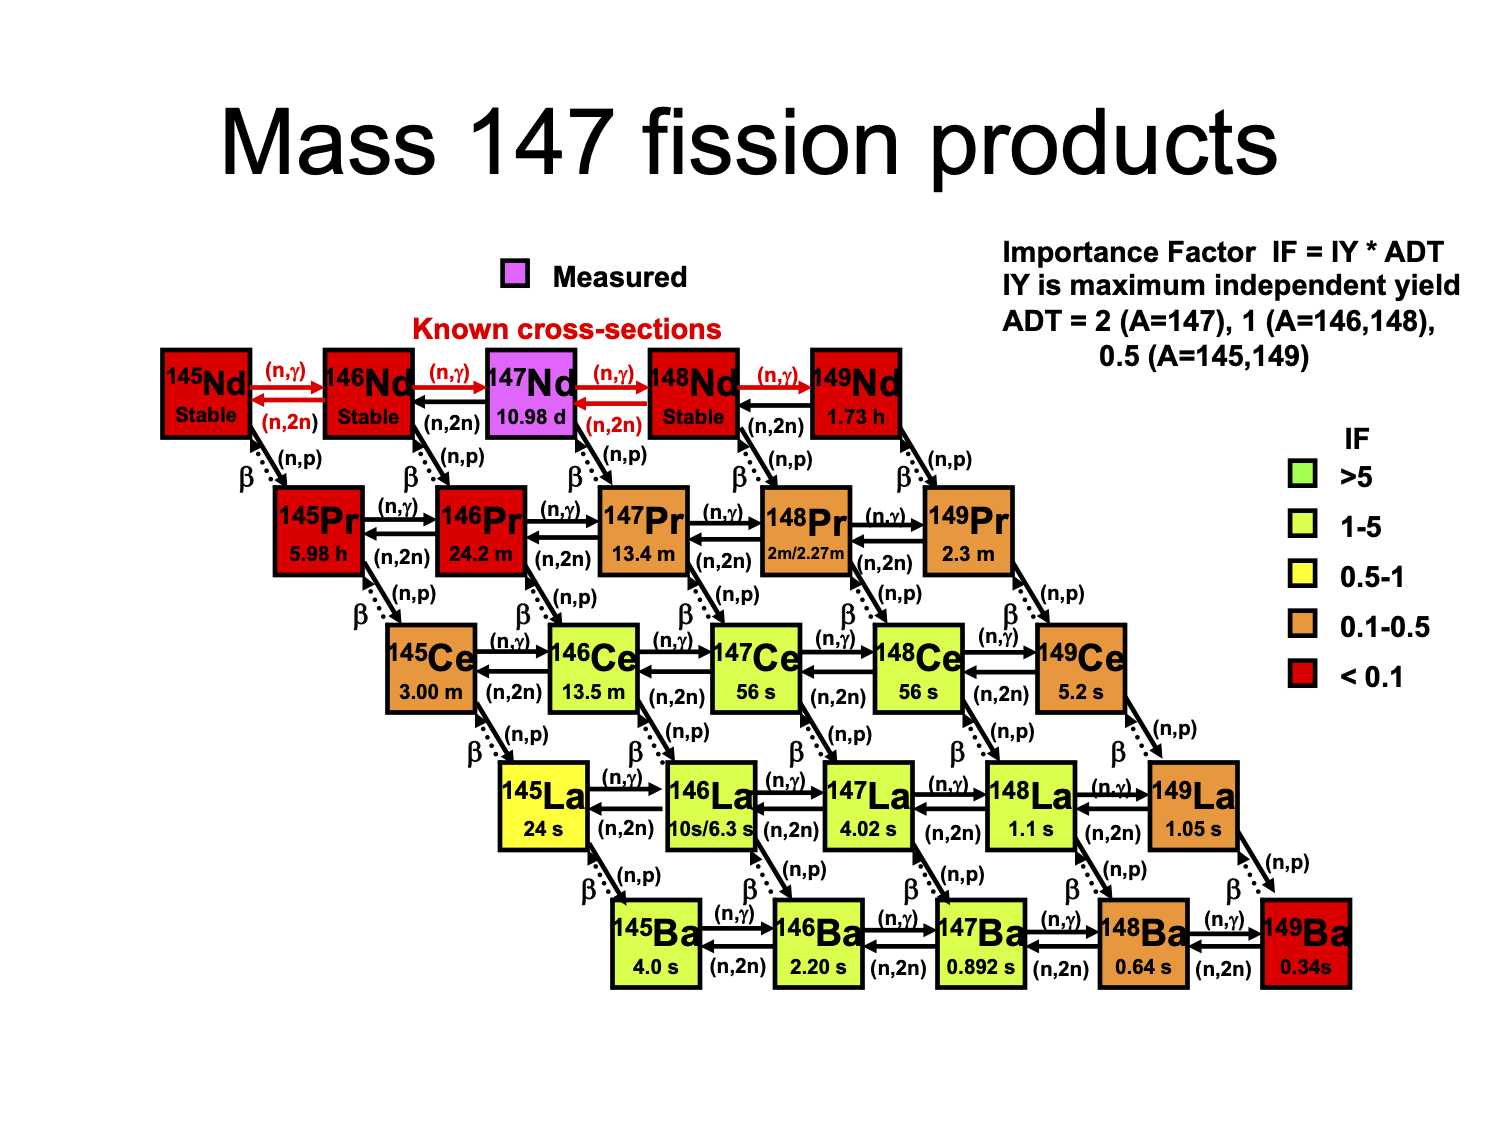 Mass 147 fission products
Importance Factor  IF = IY * ADT
IY is maximum independent yield
ADT = 2 (A=147), 1 (A=146,148),
0.5 (A=145,149)
Measured
Known cross-sections
145Nd (n,γ) 146Nd (n,γ) 147Nd (n,γ) 148Nd (n,γ) 149Nd
Stable (n,2n) Stable (n,2n) 10.98 d (n,2n) Stable (n,2n) 1.73 h
β (n,p) β (n,p) β (n,p) β (n,p) β (n,p)
145Pr (n,γ) 146Pr (n,γ) 147Pr (n,γ) 148Pr (n,γ) 149Pr
5.98 h (n,2n) 24.2 m (n,2n) 13.4 m (n,2n) 2m/2.27m (n,2n) 2.3 m
β (n,p) β (n,p) β (n,p) β (n,p) β (n,p)
145Ce (n,γ) 146Ce (n,γ) 147Ce (n,γ) 148Ce (n,γ) 149Ce
3.00 m (n,2n) 13.5 m (n,2n) 56 s (n,2n) 56 s (n,2n) 5.2 s
β (n,p) β (n,p) β (n,p) β (n,p) β (n,p)
145La (n,γ) 146La (n,γ) 147La (n,γ) 148La (n,γ) 149La
24 s (n,2n) 10s/6.3 s (n,2n) 4.02 s (n,2n) 1.1 s (n,2n) 1.05 s
β (n,p) β (n,p) β (n,p) β (n,p) β (n,p)
145Ba (n,γ) 146Ba (n,γ) 147Ba (n,γ) 148Ba (n,γ) 149Ba
4.0 s (n,2n) 2.20 s (n,2n) 0.892 s (n,2n) 0.64 s (n,2n) 0.34s
IF
>5
1-5
0.5-1
0.1-0.5
< 0.1